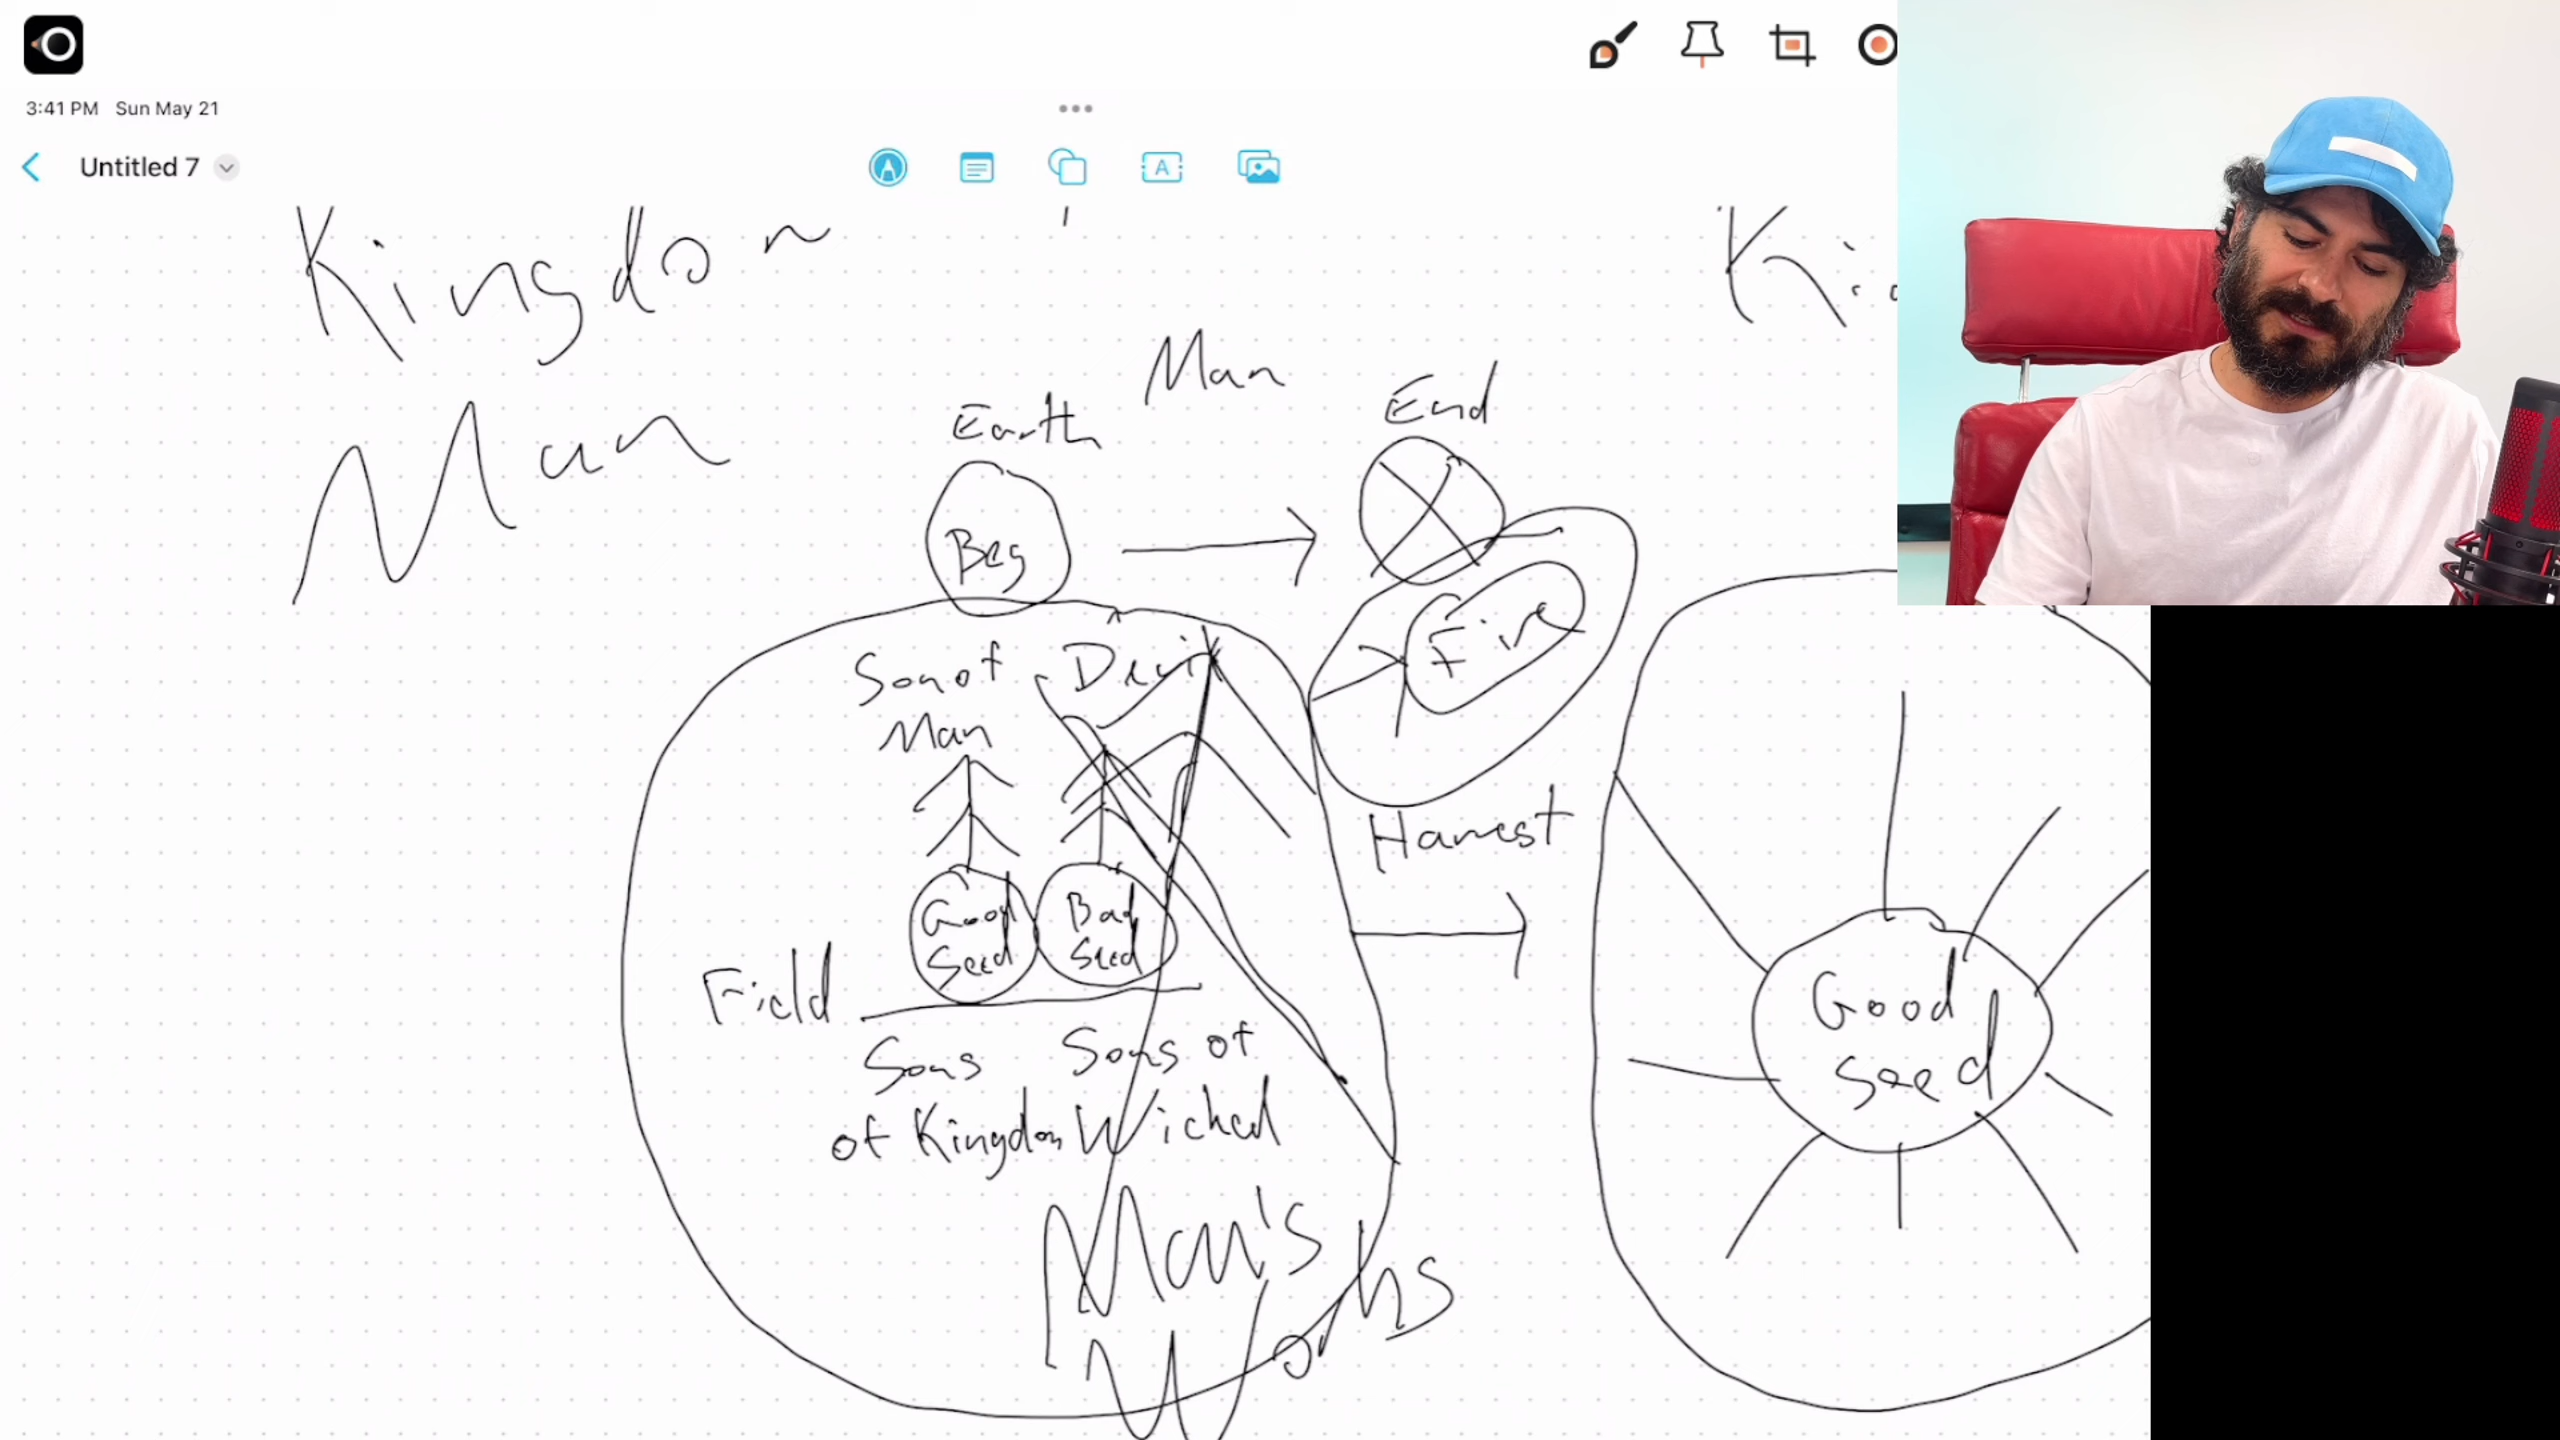 3:41 PM Sun May 21
Untitled 7
A
Kingdom
Ki
Man
Man
Earth
End
Beg
Son of
Man
Devil
Fire
Harvest
Good
Seed
Bad
Seed
Field
Sons
of Kingdom
Sons of
Wicked
Man's
Works
Good
Seed